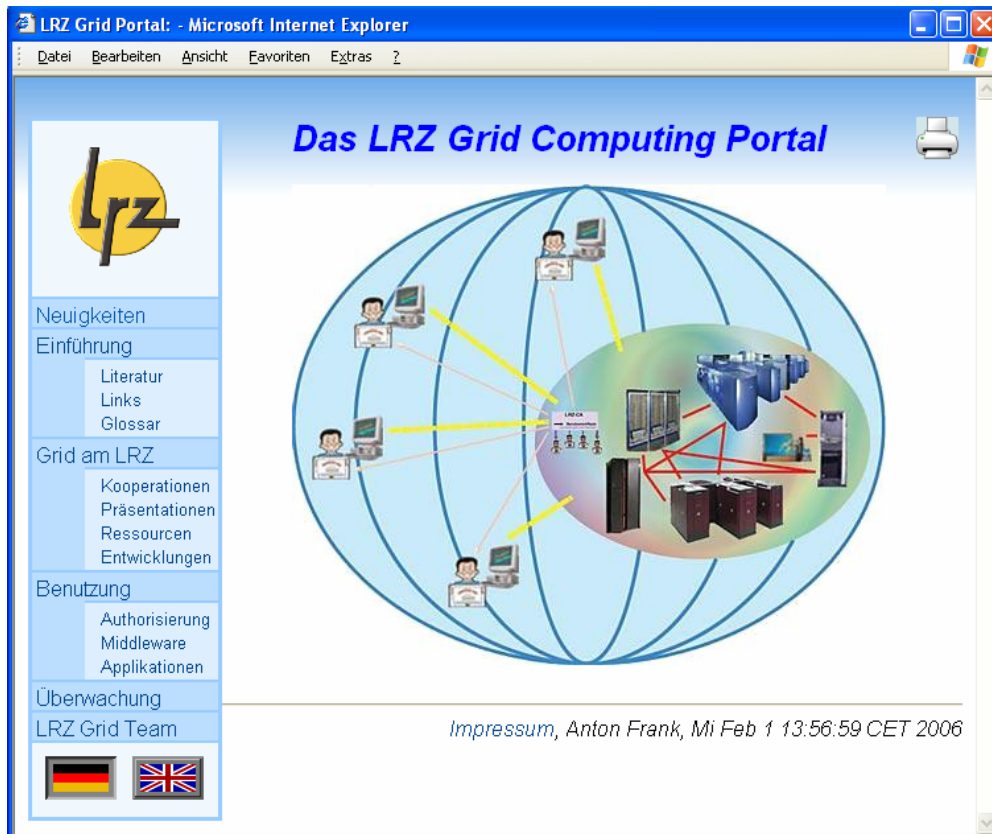 LRZ Grid Portal: - Microsoft Internet Explorer
Datei Bearbeiten Ansicht Favoriten Extras ?
Das LRZ Grid Computing Portal
lrz
Neuigkeiten
Einführung
Literatur
Links
Glossar
Grid am LRZ
Kooperationen
Präsentationen
Ressourcen
Entwicklungen
Benutzung
Authorisierung
Middleware
Applikationen
Überwachung
LRZ Grid Team
LRZ-CA
Impressum, Anton Frank, Mi Feb 1 13:56:59 CET 2006